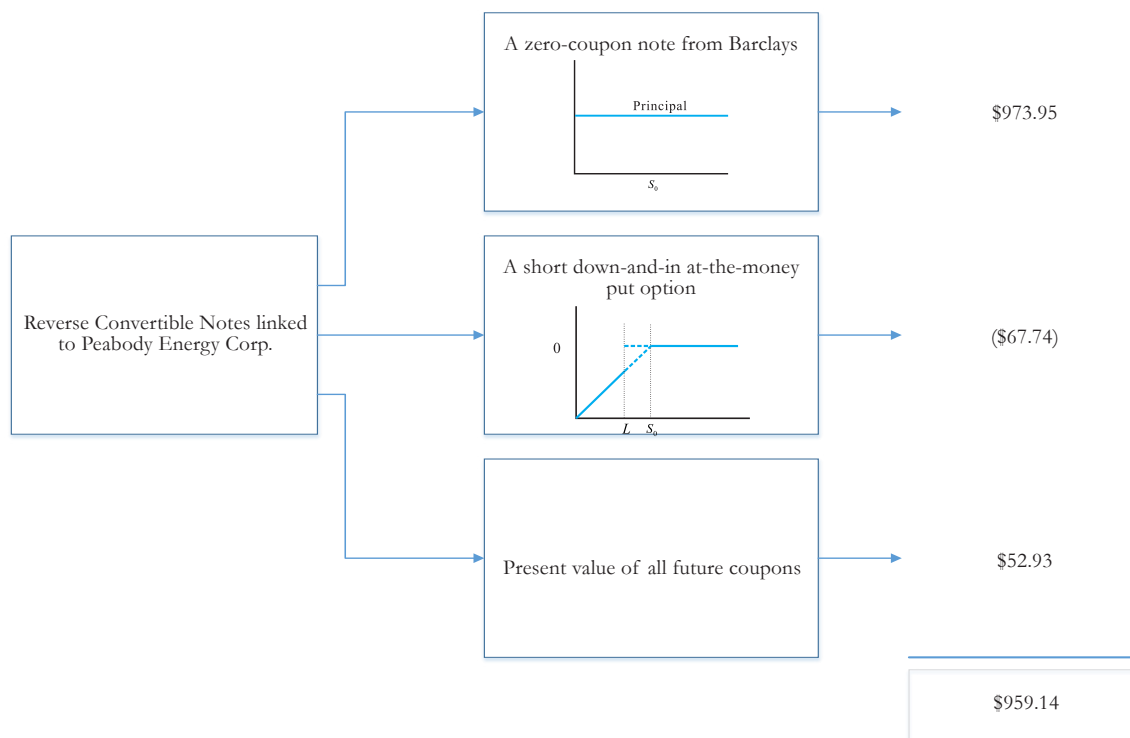 A zero-coupon note from Barclays
Principal
S₀
$973.95
Reverse Convertible Notes linked
to Peabody Energy Corp.
A short down-and-in at-the-money
put option
0
L S₀
($67.74)
Present value of all future coupons
$52.93
$959.14